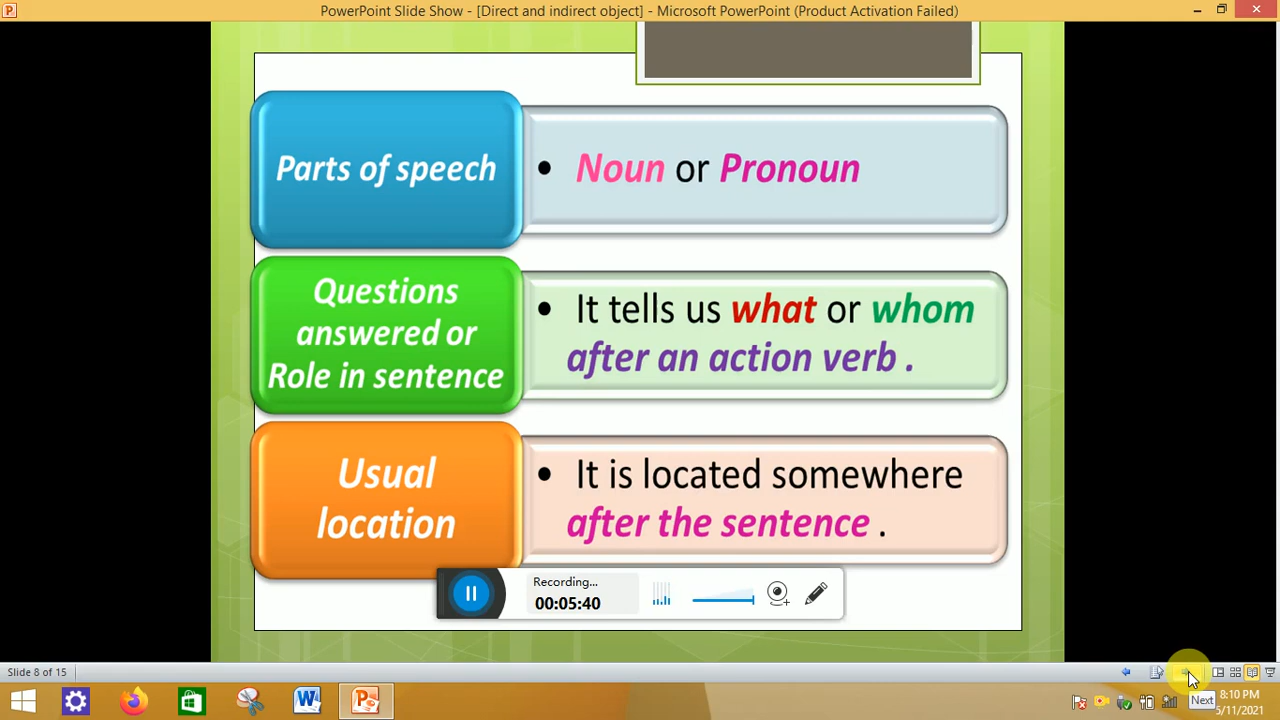 PowerPoint Slide Show - [Direct and indirect object] - Microsoft PowerPoint (Product Activation Failed)
Parts of speech
• Noun or Pronoun
Questions
answered or
Role in sentence
• It tells us what or whom
after an action verb .
Usual
location
• It is located somewhere
after the sentence .
Recording...
00:05:40
Slide 8 of 15
Next
8:10 PM
5/11/2021